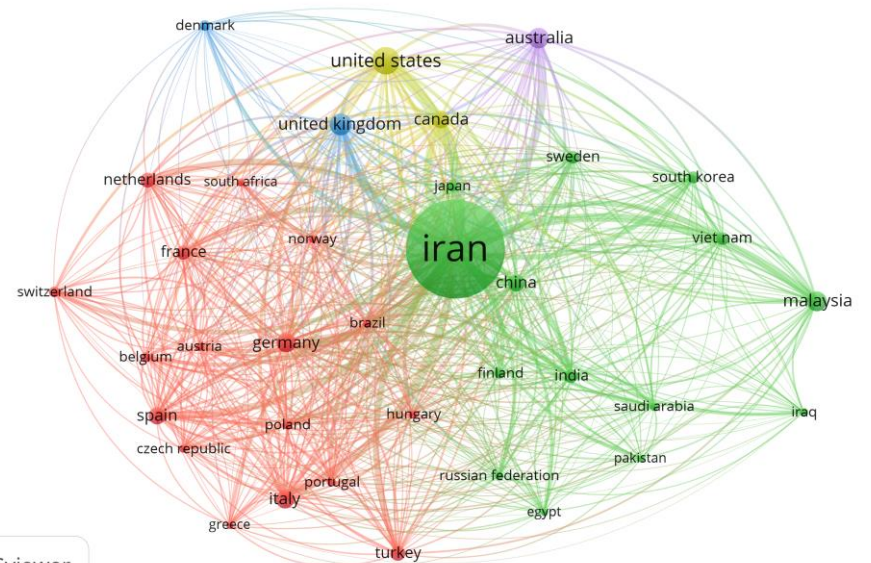 denmark
australia
united states
united kingdom
canada
sweden
netherlands
south africa
japan
south korea
france
norway
iran
viet nam
switzerland
china
malaysia
brazil
belgium
austria
germany
finland
india
spain
poland
hungary
saudi arabia
iraq
czech republic
portugal
russian federation
pakistan
italy
greece
egypt
turkey